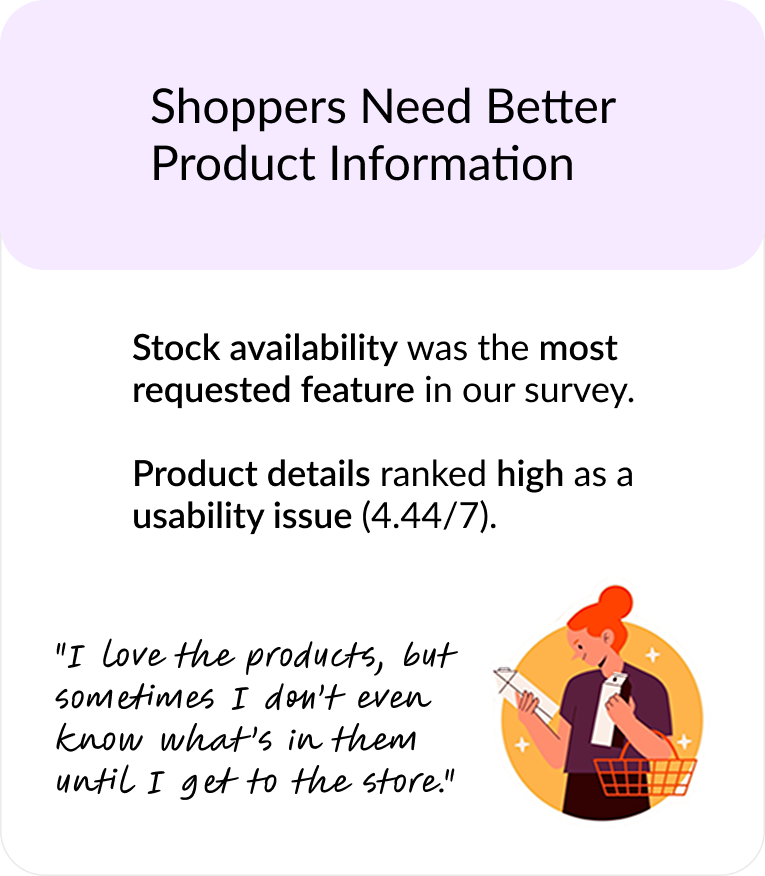 Shoppers Need Better
Product Information
Stock availability was the most
requested feature in our survey.
Product details ranked high as a
usability issue (4.44/7).
"I love the products, but
sometimes I don't even
know what's in them
until I get to the store."